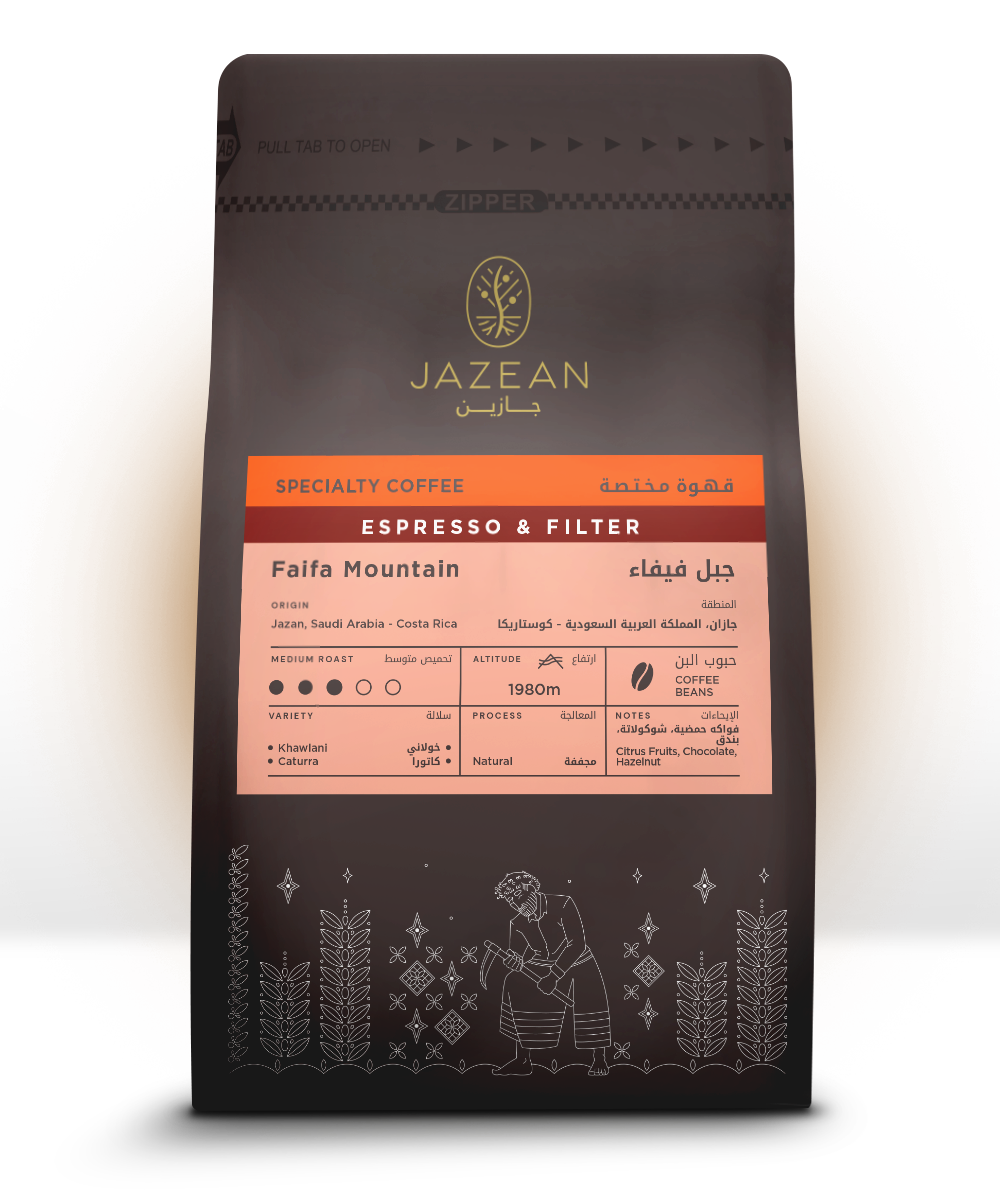 TAB
PULL TAB TO OPEN
ZIPPER
JAZEAN
جـازيـن
SPECIALTY COFFEE
قهوة مختصة
ESPRESSO & FILTER
Faifa Mountain
جبل فيفاء
ORIGIN
المنطقة
Jazan, Saudi Arabia - Costa Rica
جازان، المملكة العربية السعودية - كوستاريكا
MEDIUM ROAST
تحميص متوسط
ALTITUDE
ارتفاع
1980m
حبوب البن
COFFEE
BEANS
VARIETY
سلالة
• Khawlani
• Caturra
• خولاني
• كاتورا
PROCESS
المعالجة
Natural
مجففة
NOTES
الإيحاءات
فواكه حمضية، شوكولاتة،
بندق
Citrus Fruits, Chocolate,
Hazelnut